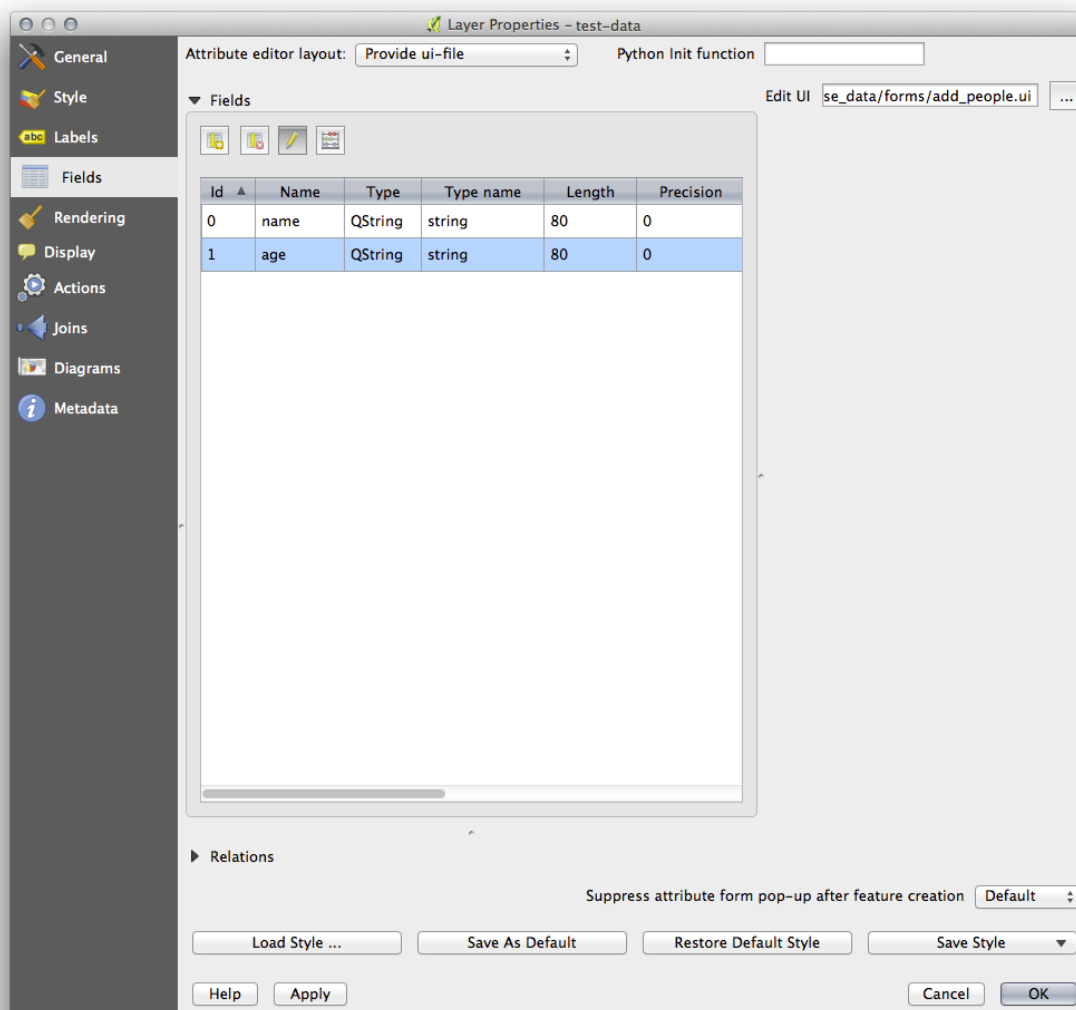 Layer Properties – test-data
General
Style
abc Labels
Fields
Rendering
Display
Actions
Joins
Diagrams
Metadata
Attribute editor layout: Provide ui-file Python Init function
Fields
Edit UI se_data/forms/add_people.ui ...
Id Name Type Type name Length Precision
0 name QString string 80 0
1 age QString string 80 0
Relations
Suppress attribute form pop-up after feature creation Default
Load Style ... Save As Default Restore Default Style Save Style
Help Apply Cancel OK